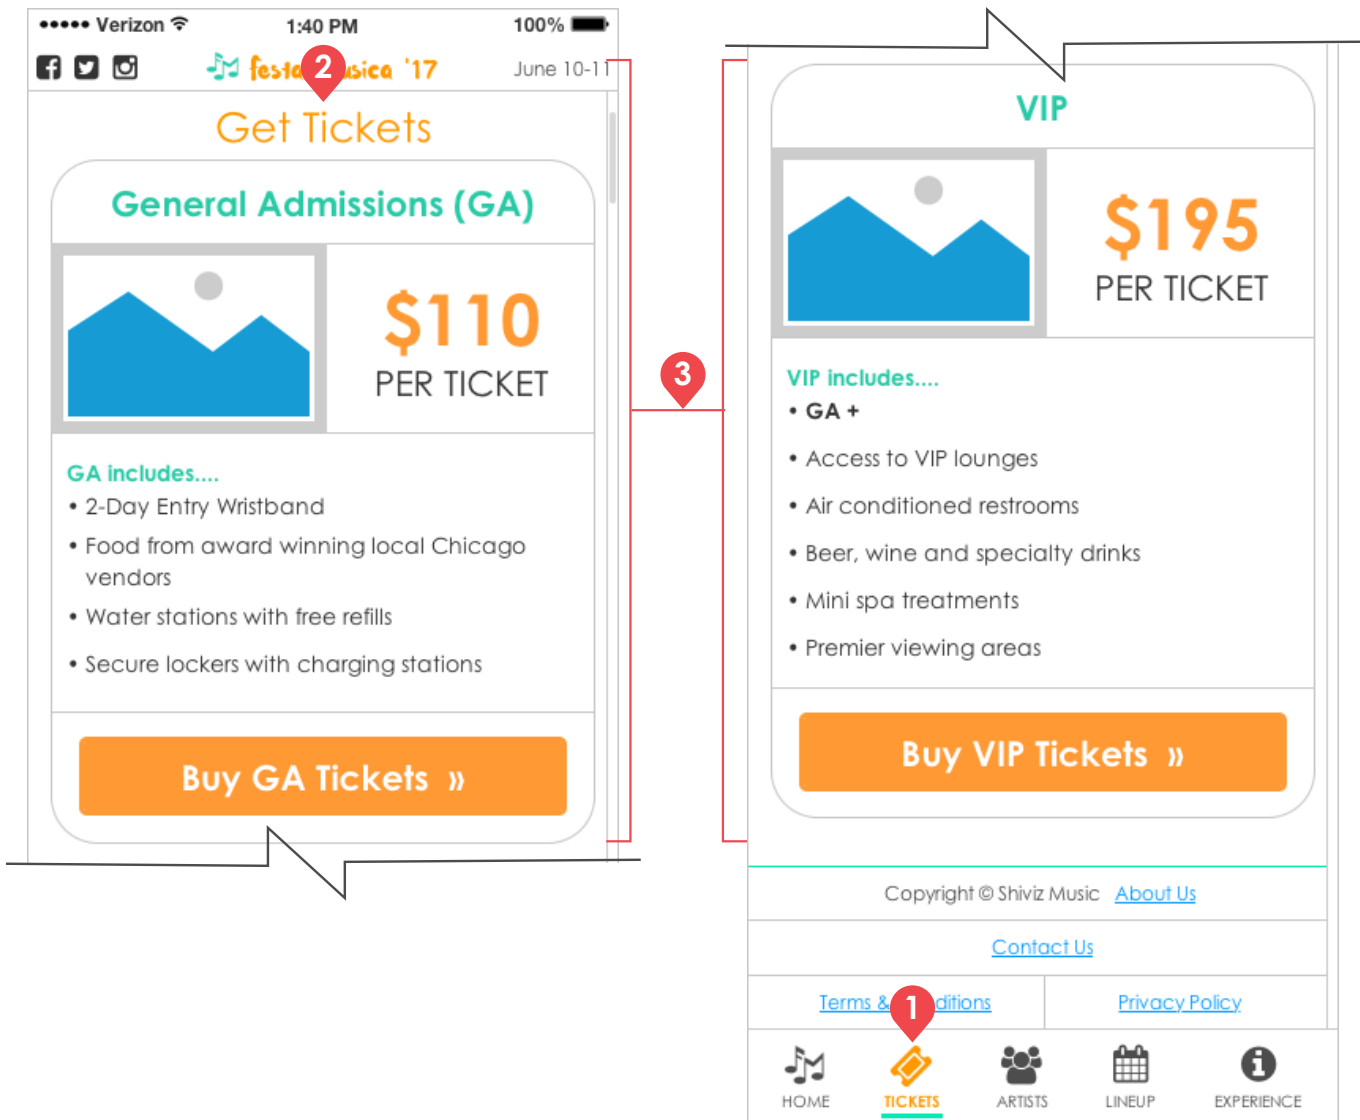 Verizon 1:40 PM 100%
festa '17 June 10-11
2
Get Tickets
General Admissions (GA)
$110
PER TICKET
GA includes....
• 2-Day Entry Wristband
• Food from award winning local Chicago
vendors
• Water stations with free refills
• Secure lockers with charging stations
Buy GA Tickets »
3
VIP
$195
PER TICKET
VIP includes....
• GA +
• Access to VIP lounges
• Air conditioned restrooms
• Beer, wine and specialty drinks
• Mini spa treatments
• Premier viewing areas
Buy VIP Tickets »
Copyright © Shiviz Music About Us
Contact Us
Terms & Privacy Policy
1
HOME TICKETS ARTISTS LINEUP EXPERIENCE